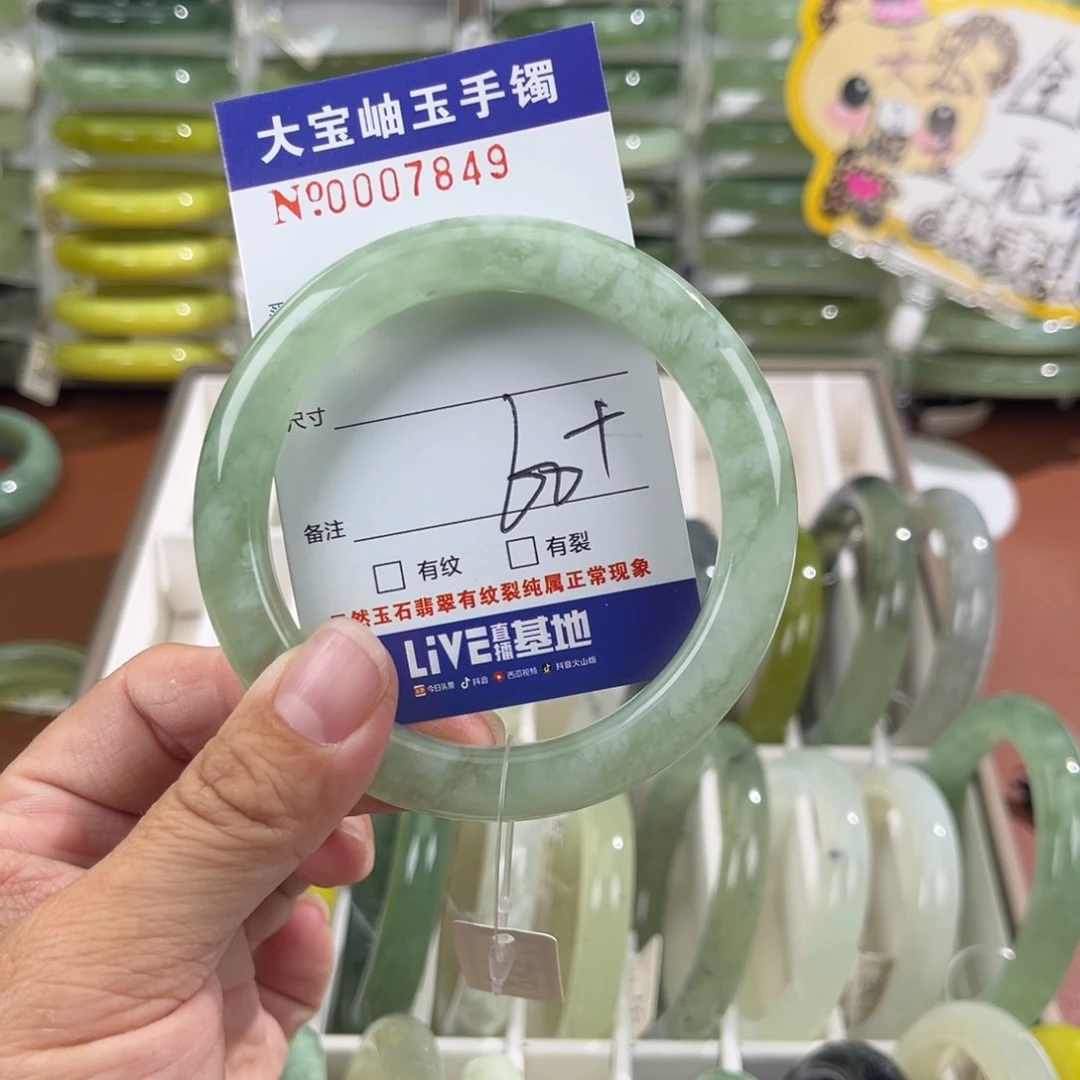 大宝岫玉手镯
Nº0007849
尺寸
备注
□ 有纹 □ 有裂
然玉石翡翠有纹裂纯属正常现象
LiVE直播基地
今日头条 抖音 西瓜视频 抖音火山版